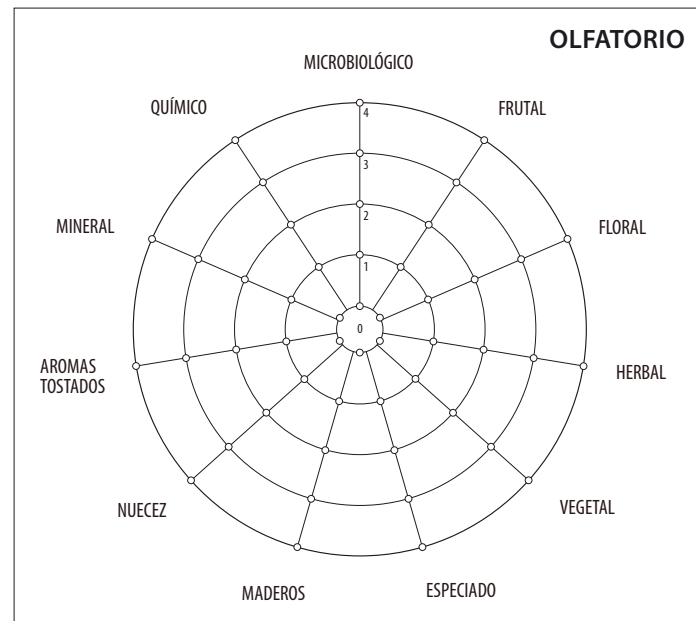 OLFATORIO
MICROBIOLÓGICO
QUÍMICO
FRUTAL
4
3
MINERAL
FLORAL
2
1
0
AROMAS
TOSTADOS
HERBAL
NUECEZ
VEGETAL
MADEROS
ESPECIADO